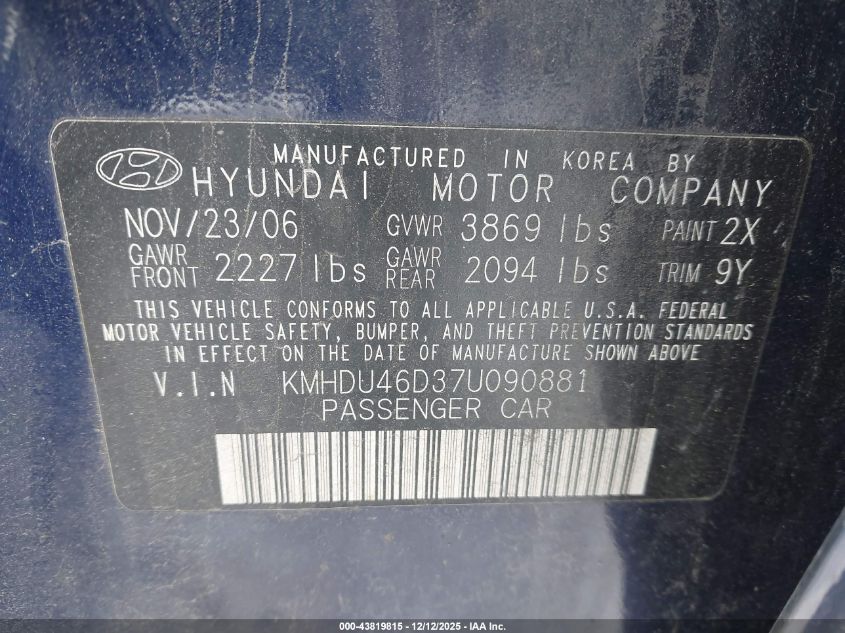 MANUFACTURED IN KOREA BY
HYUNDAI MOTOR COMPANY
NOV/23/06 GVWR 3869 lbs PAINT 2X
GAWR FRONT 2227 lbs GAWR REAR 2094 lbs TRIM 9Y
THIS VEHICLE CONFORMS TO ALL APPLICABLE U.S.A. FEDERAL
MOTOR VEHICLE SAFETY, BUMPER, AND THEFT PREVENTION STANDARDS
IN EFFECT ON THE DATE OF MANUFACTURE SHOWN ABOVE
V.I.N KMHDU46D37U090881
PASSENGER CAR
000-43819815 - 12/12/2025 - IAA Inc.